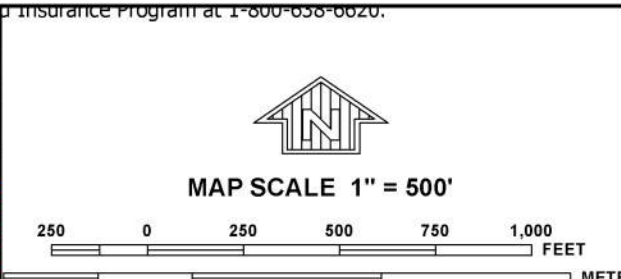 Insurance Program at 1-800-638-6620.
N
MAP SCALE 1" = 500'
250 0 250 500 750 1,000
FEET